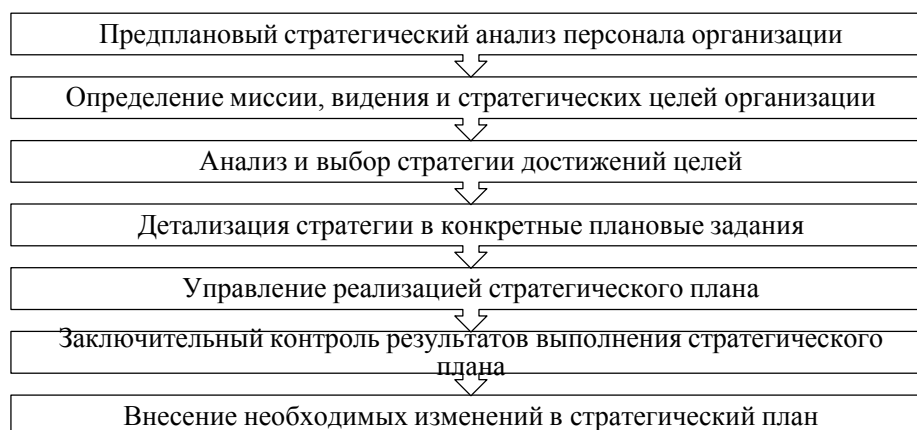 Предплановый стратегический анализ персонала организации
Определение миссии, видения и стратегических целей организации
Анализ и выбор стратегии достижений целей
Детализация стратегии в конкретные плановые задания
Управление реализацией стратегического плана
Заключительный контроль результатов выполнения стратегического
плана
Внесение необходимых изменений в стратегический план